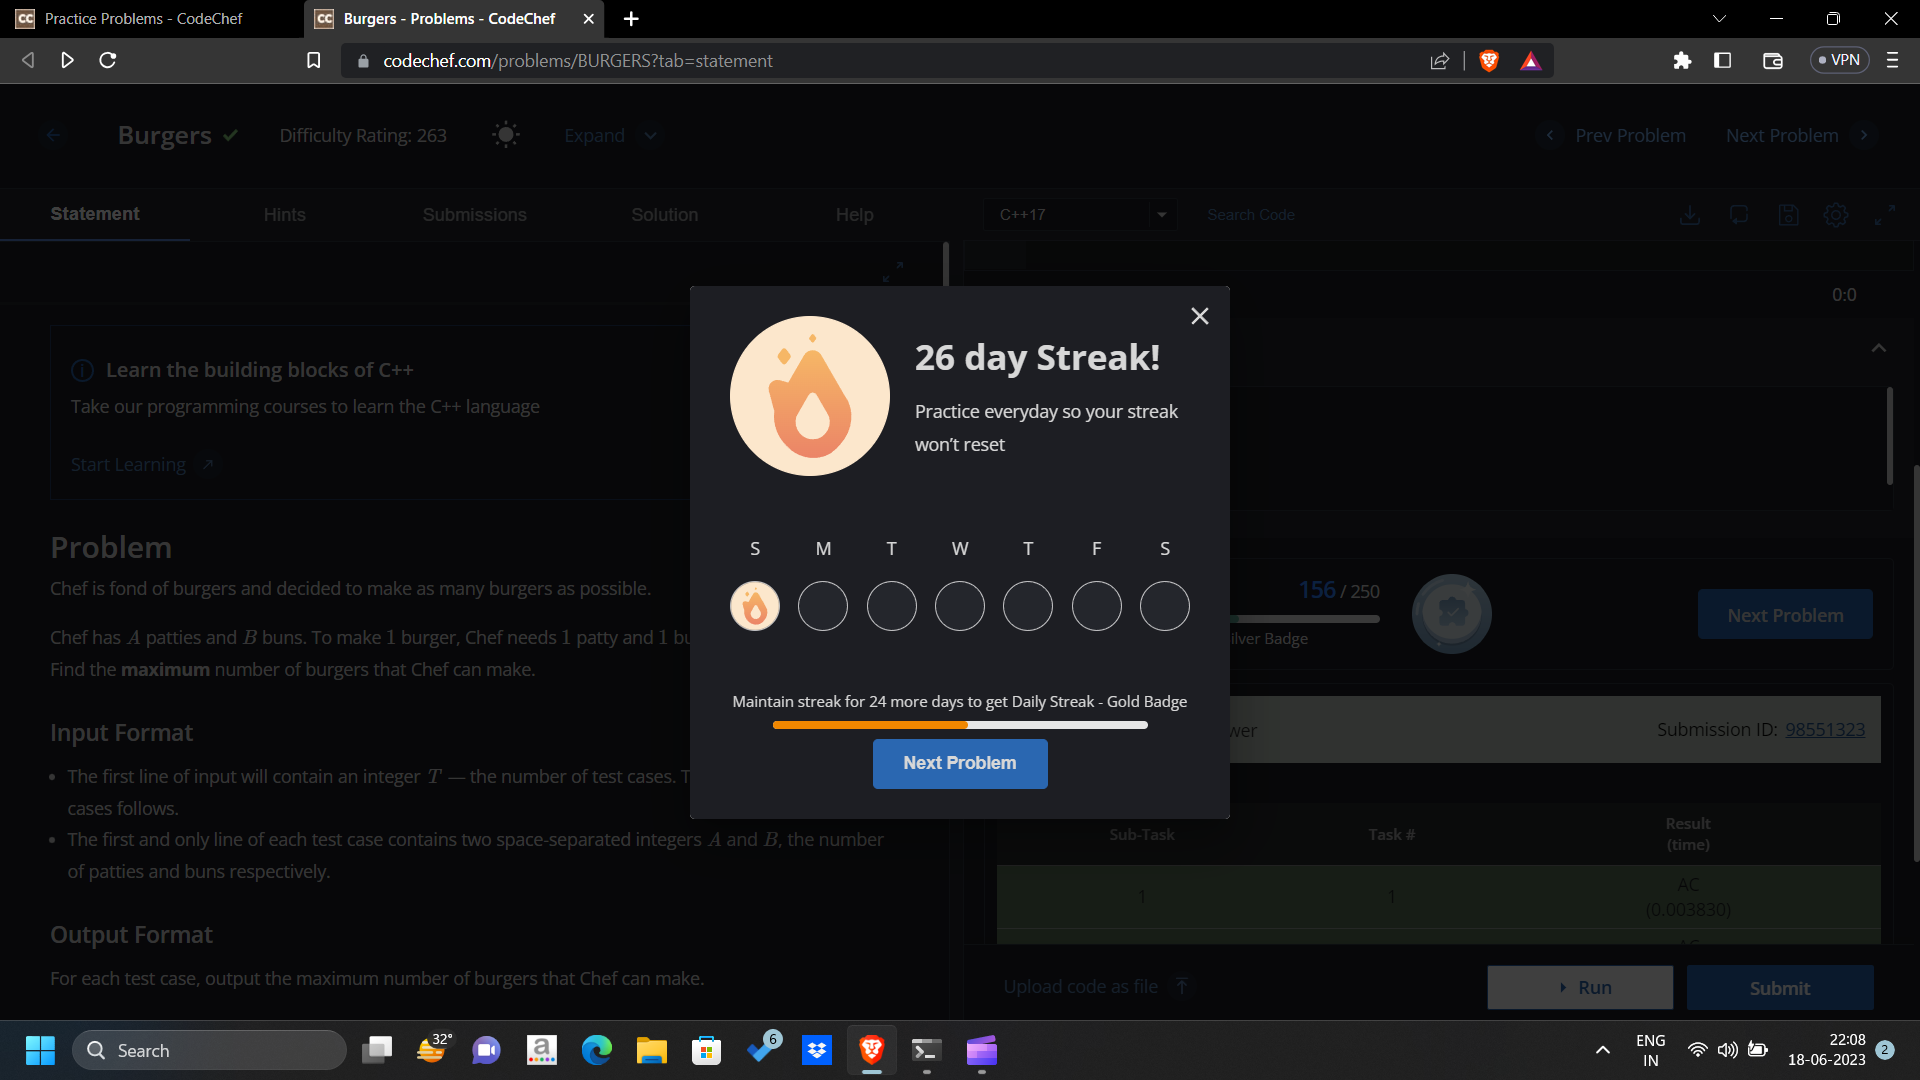 Practice Problems - CodeChef
Burgers - Problems - CodeChef
codechef.com/problems/BURGERS?tab=statement
VPN
Burgers
Difficulty Rating: 263
Expand
Prev Problem
Next Problem
Statement
Hints
Submissions
Solution
Help
C++17
Search Code
0:0
Learn the building blocks of C++
Take our programming courses to learn the C++ language
Start Learning
26 day Streak!
Practice everyday so your streak
won't reset
S M T W T F S
Maintain streak for 24 more days to get Daily Streak - Gold Badge
Next Problem
Problem
Chef is fond of burgers and decided to make as many burgers as possible.
Chef has A patties and B buns. To make 1 burger, Chef needs 1 patty and 1 bu
Find the maximum number of burgers that Chef can make.
Input Format
• The first line of input will contain an integer T — the number of test cases. T
cases follows.
• The first and only line of each test case contains two space-separated integers A and B, the number
of patties and buns respectively.
Output Format
For each test case, output the maximum number of burgers that Chef can make.
156 / 250
ilver Badge
Next Problem
wer
Submission ID: 98551323
Sub-Task
Task #
Result
(time)
1
1
AC
(0.003830)
Upload code as file
Run
Submit
Search
32°
a
6
ENG
IN
22:08
18-06-2023
2